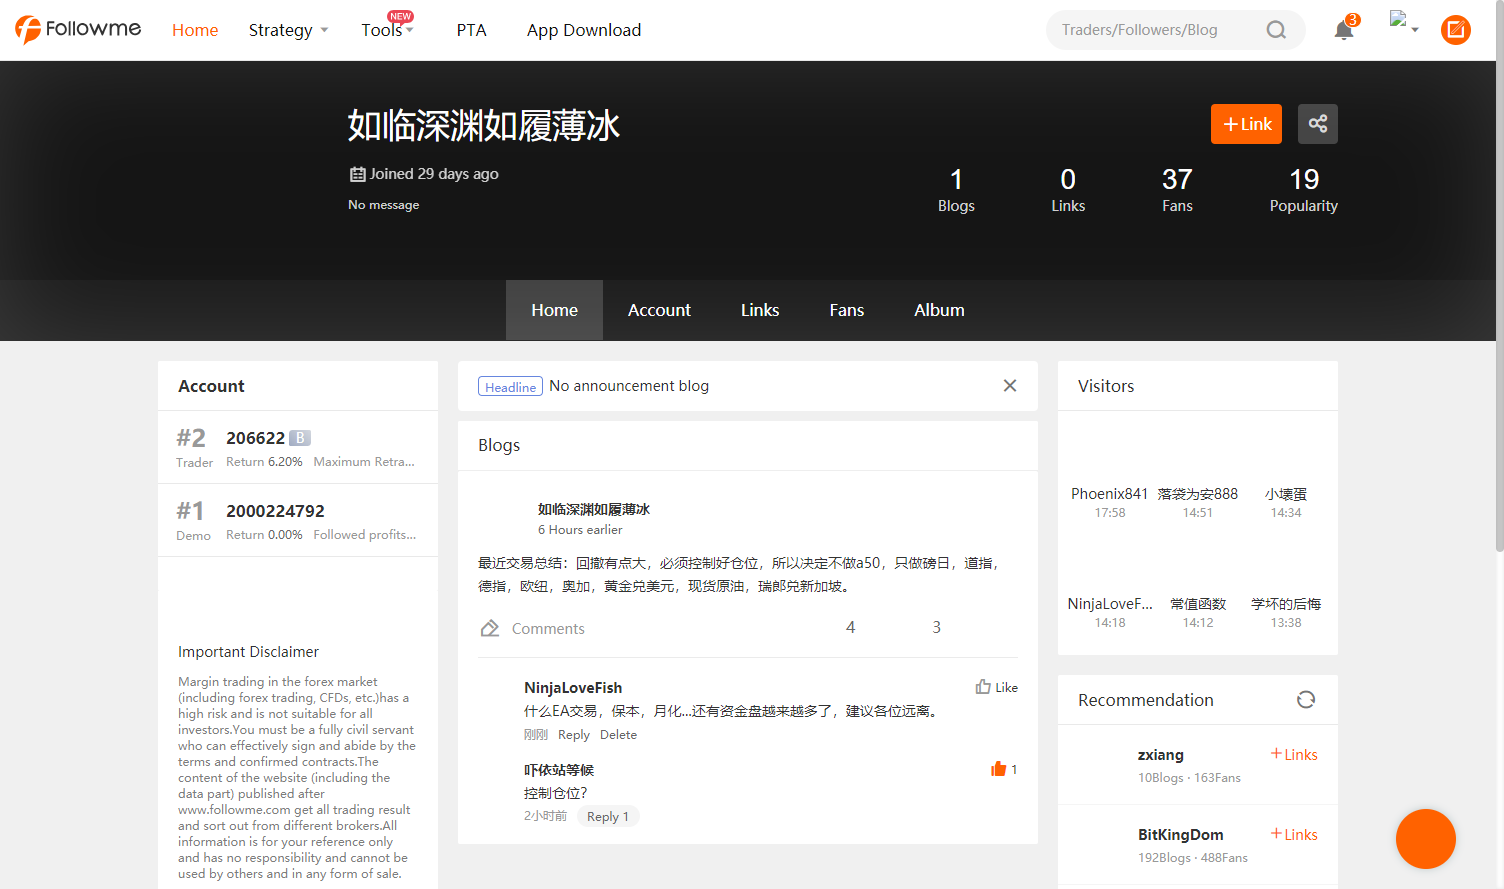 Followme
Home
Strategy
Tools
NEW
PTA
App Download
Traders/Followers/Blog
3
如临深渊如履薄冰
Joined 29 days ago
No message
+Link
1
Blogs
0
Links
37
Fans
19
Popularity
Home
Account
Links
Fans
Album
Account
#2
Trader
206622 B
Return 6.20% Maximum Retra...
#1
Demo
2000224792
Return 0.00% Followed profits...
Important Disclaimer
Margin trading in the forex market
(including forex trading, CFDs, etc.)has a
high risk and is not suitable for all
investors.You must be a fully civil servant
who can effectively sign and abide by the
terms and confirmed contracts.The
content of the website (including the
data part) published after
www.followme.com get all trading result
and sort out from different brokers.All
information is for your reference only
and has no responsibility and cannot be
used by others and in any form of sale.
Headline No announcement blog
Blogs
如临深渊如履薄冰
6 Hours earlier
最近交易总结：回撤有点大，必须控制好仓位，所以决定不做a50，只做磅日，道指，
德指，欧纽，奥加，黄金兑美元，现货原油，瑞郎兑新加坡。
Comments
4
3
NinjaLoveFish
Like
什么EA交易，保本，月化...还有资金盘越来越多了，建议各位远离。
刚刚 Reply Delete
吓依站等候
1
控制仓位？
2小时前 Reply 1
Visitors
Phoenix841
17:58
落袋为安888
14:51
小壊蛋
14:34
NinjaLoveF...
14:18
常值函数
14:12
学坏的后悔
13:38
Recommendation
zxiang
+Links
10Blogs · 163Fans
BitKingDom
+Links
192Blogs · 488Fans